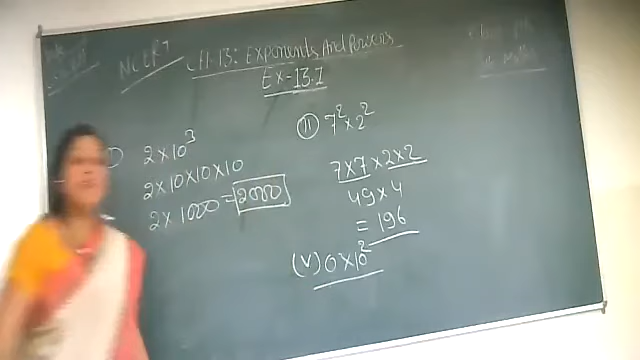 NCERT
CH-13: Exponents And Powers
Ex-13.1
2×10³
2×10×10×10
2×1000=2000
(II) 7²×2²
7×7×2×2
49×4
=196
(V) 0×10²